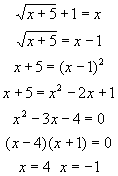 √(x+5) + 1 = x
√(x+5) = x − 1
x + 5 = (x − 1)²
x + 5 = x² − 2x + 1
x² − 3x − 4 = 0
(x − 4)(x + 1) = 0
x = 4   x = −1